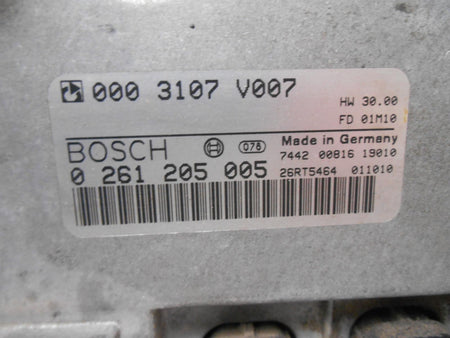 000 3107 V007
HW 30.00
FD 01M10
BOSCH 078 Made in Germany
7442 00816 19010
0 261 205 005 26RT5464 011010